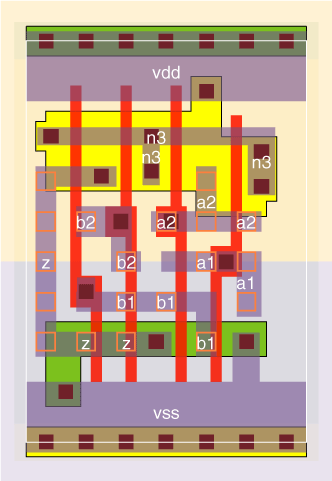 vdd
n3
n3 n3
a2
b2 a2 a2
z b2 a1
a1
b1 b1
z z b1
vss